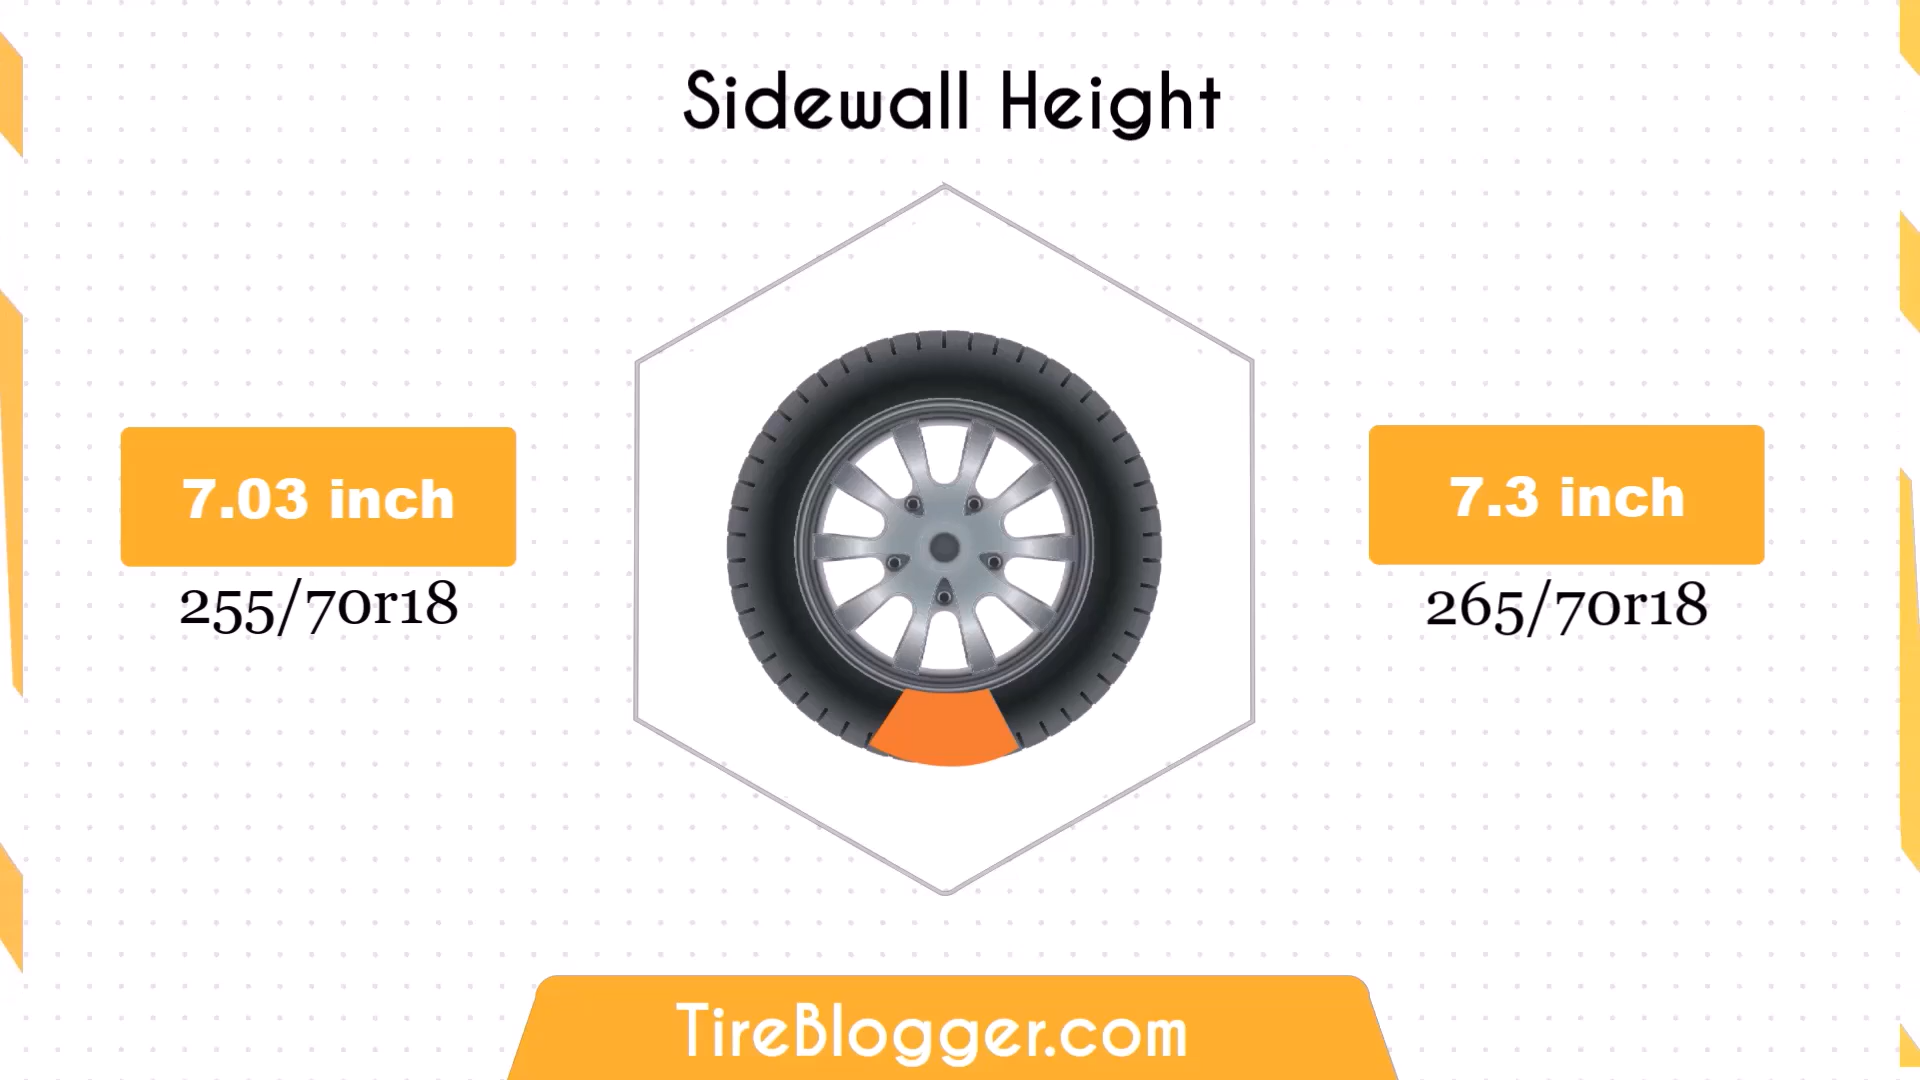 Sidewall Height
7.03 inch
255/70r18
7.3 inch
265/70r18
TireBlogger.com